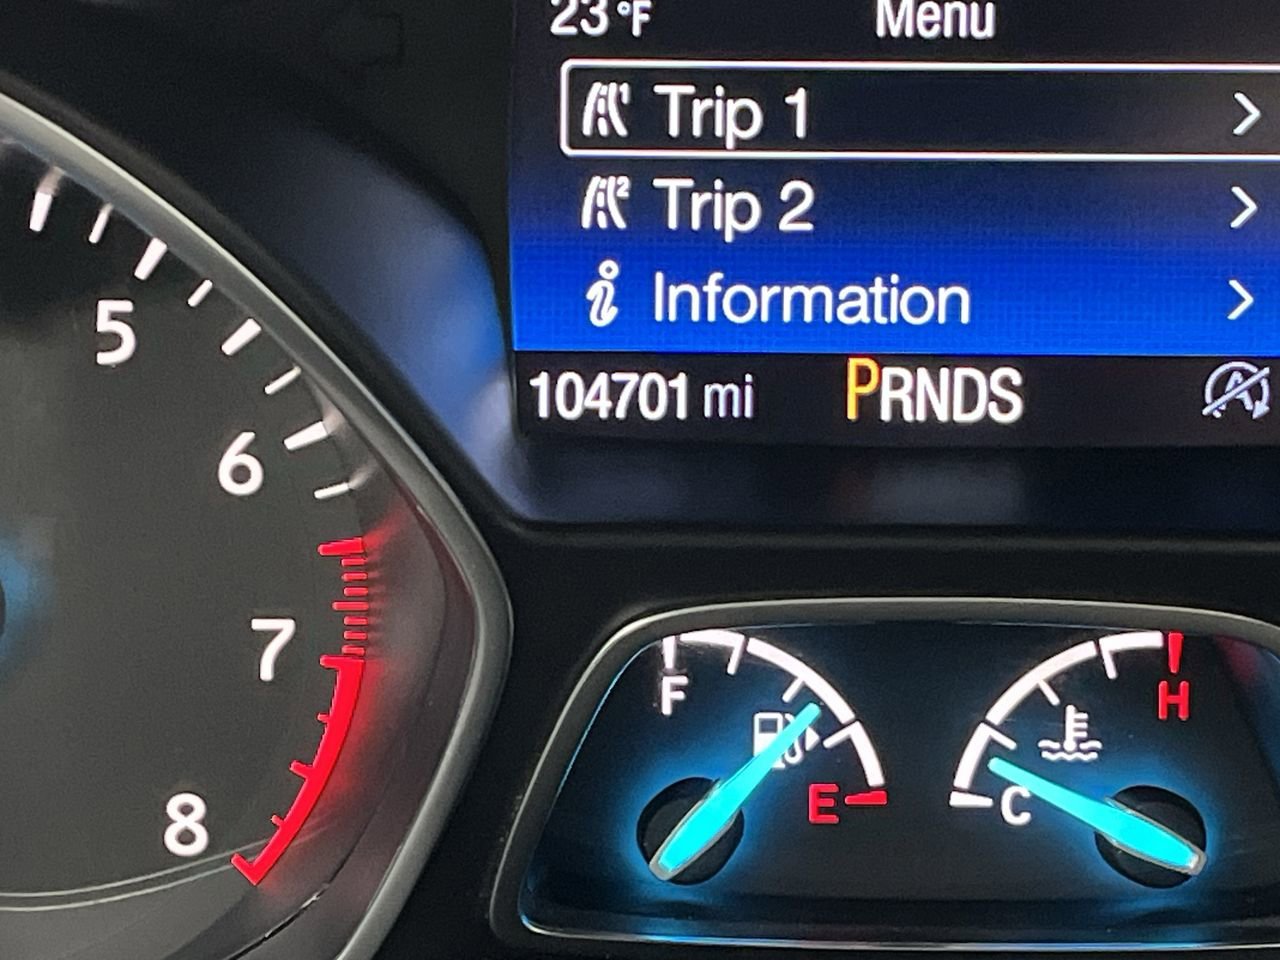 23 °F Menu
Trip 1
Trip 2
Information
104701 mi PRNDS
5
6
7
8
F
E
C
H